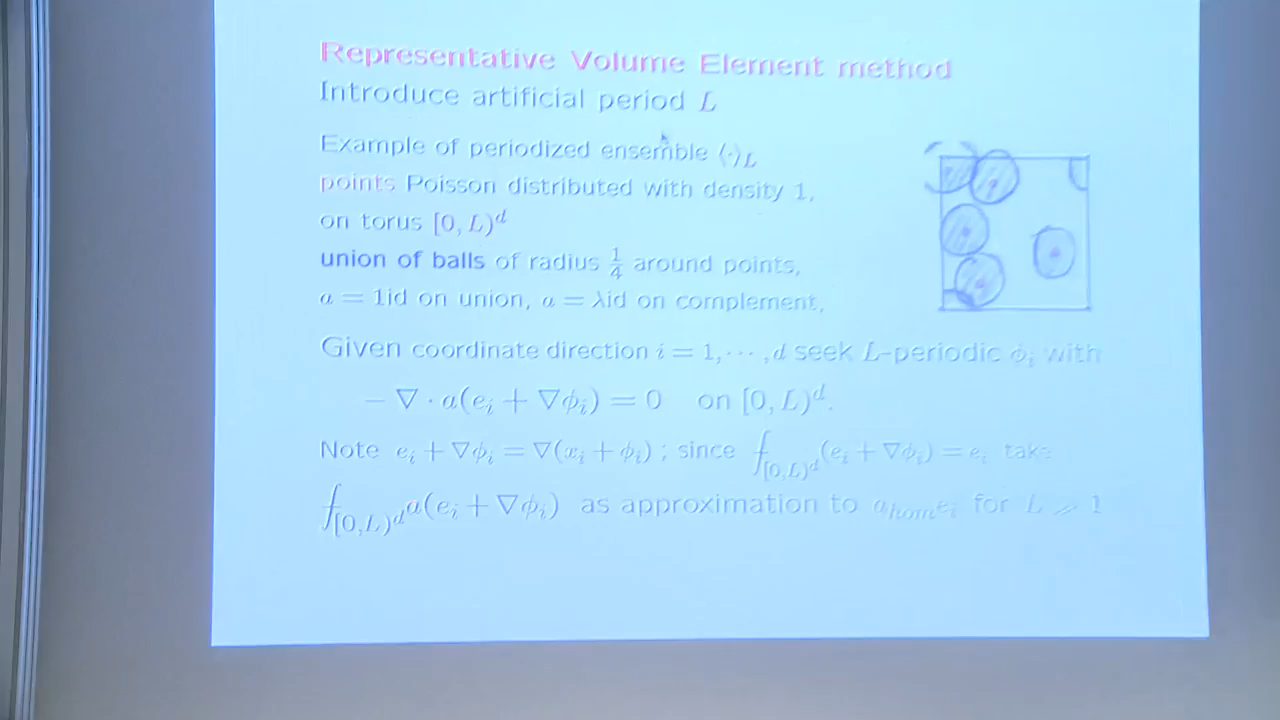 Representative Volume Element method
Introduce artificial period L
Example of periodized ensemble ⟨·⟩_L
points Poisson distributed with density 1,
on torus [0, L)^d
union of balls of radius 1/4 around points,
a = 1id on union, a = λid on complement,
Given coordinate direction i = 1, ⋯ , d seek L-periodic ϕ_i with
− ∇ · a(e_i + ∇ϕ_i) = 0 on [0, L)^d.
Note e_i + ∇ϕ_i = ∇(x_i + ϕ_i) ; since ⨍_{[0,L)^d}(e_i + ∇ϕ_i) = e_i take
⨍_{[0,L)^d} a(e_i + ∇ϕ_i) as approximation to a_{hom}e_i for L ≫ 1